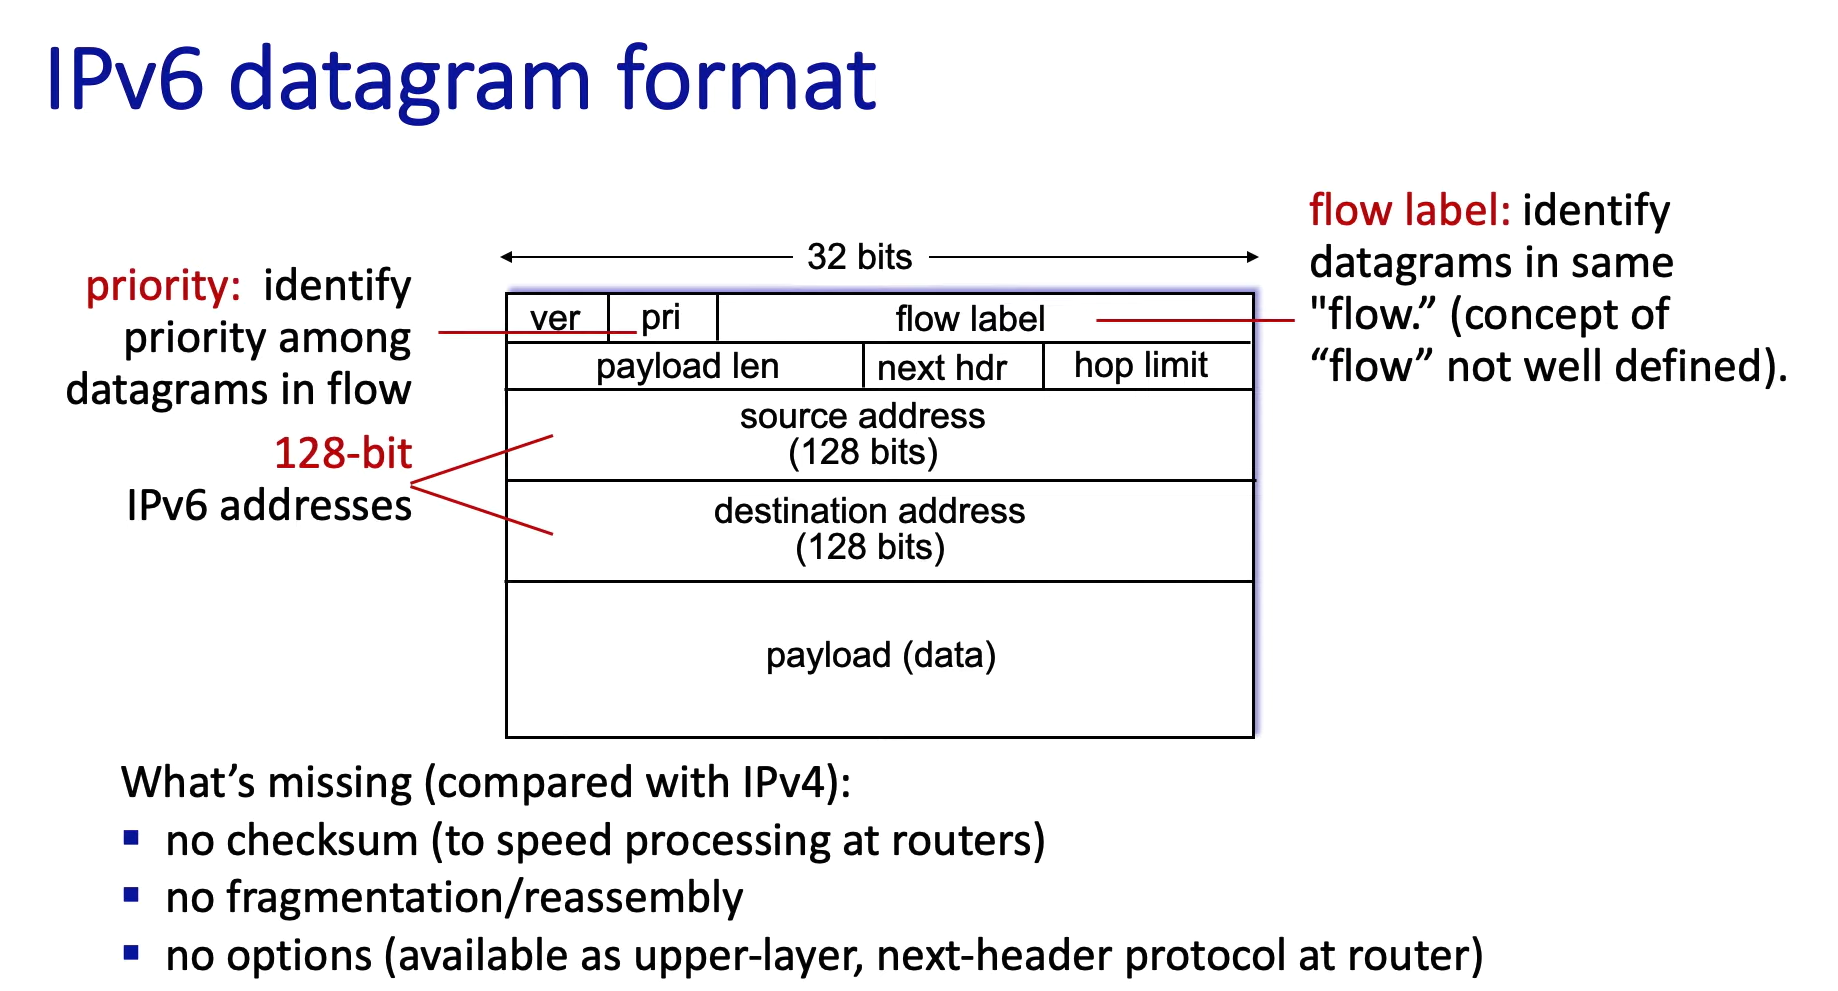 IPv6 datagram format
flow label: identify
datagrams in same
"flow.” (concept of
“flow” not well defined).
32 bits
priority:  identify
priority among
datagrams in flow
128-bit
IPv6 addresses
ver pri flow label
payload len next hdr hop limit
source address
(128 bits)
destination address
(128 bits)
payload (data)
What’s missing (compared with IPv4):
▪ no checksum (to speed processing at routers)
▪ no fragmentation/reassembly
▪ no options (available as upper-layer, next-header protocol at router)